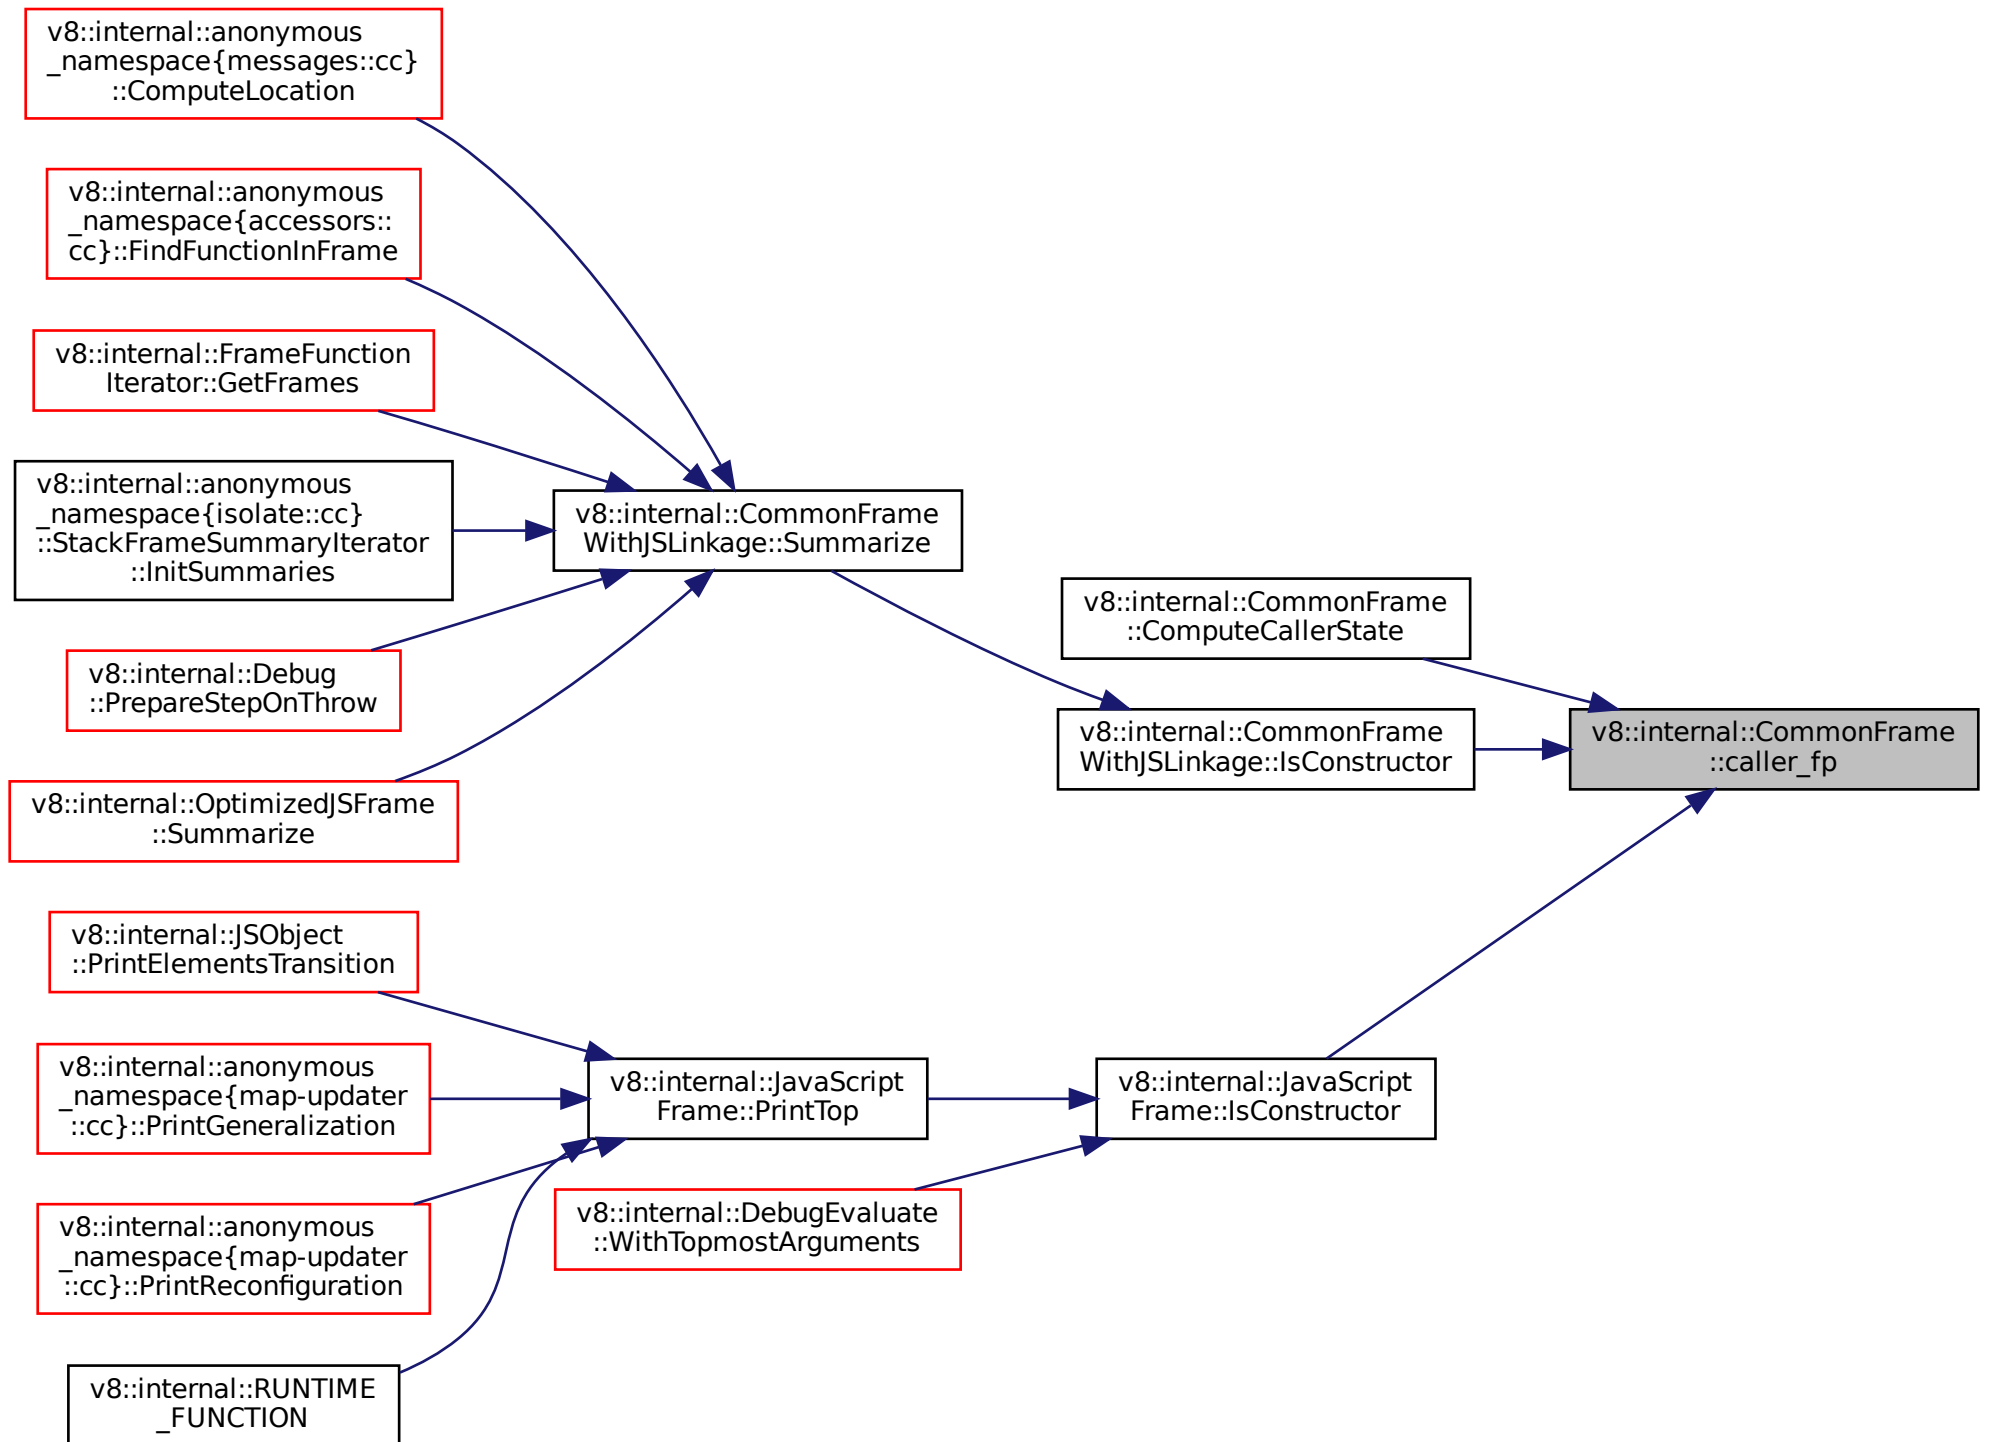 v8::internal::anonymous
_namespace{messages::cc}
::ComputeLocation
v8::internal::anonymous
_namespace{accessors::
cc}::FindFunctionInFrame
v8::internal::FrameFunction
Iterator::GetFrames
v8::internal::anonymous
_namespace{isolate::cc}
::StackFrameSummaryIterator
::InitSummaries
v8::internal::CommonFrame
WithJSLinkage::Summarize
v8::internal::CommonFrame
::ComputeCallerState
v8::internal::Debug
::PrepareStepOnThrow
v8::internal::CommonFrame
WithJSLinkage::IsConstructor
v8::internal::CommonFrame
::caller_fp
v8::internal::OptimizedJSFrame
::Summarize
v8::internal::JSObject
::PrintElementsTransition
v8::internal::anonymous
_namespace{map-updater
::cc}::PrintGeneralization
v8::internal::JavaScript
Frame::PrintTop
v8::internal::JavaScript
Frame::IsConstructor
v8::internal::anonymous
_namespace{map-updater
::cc}::PrintReconfiguration
v8::internal::DebugEvaluate
::WithTopmostArguments
v8::internal::RUNTIME
_FUNCTION